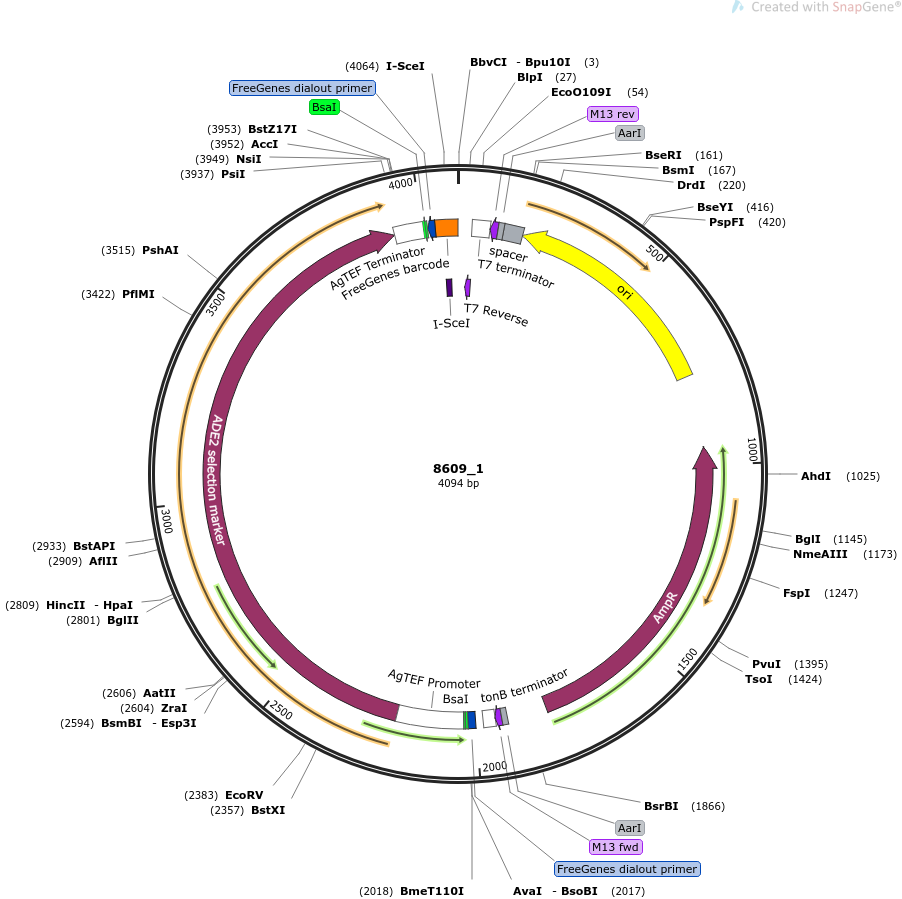 Created with SnapGene®
(4064) I-SceI
BbvCI - Bpu10I (3)
BlpI (27)
EcoO109I (54)
FreeGenes dialout primer
BsaI
M13 rev
AarI
(3953) BstZ17I
(3952) AccI
(3949) NsiI
(3937) PsiI
BseRI (161)
BsmI (167)
DrdI (220)
BseYI (416)
PspFI (420)
4000
500
(3515) PshAI
(3422) PflMI
3500
AgTEF Terminator
FreeGenes barcode
spacer
T7 terminator
ori
I-SceI
T7 Reverse
ADE2 selection marker
8609_1
4094 bp
1000
AhdI (1025)
3000
(2933) BstAPI
(2909) AflII
BglI (1145)
NmeAIII (1173)
FspI (1247)
(2809) HincII - HpaI
(2801) BglII
AmpR
1500
PvuI (1395)
TsoI (1424)
AgTEF Promoter
BsaI
tonB terminator
(2606) AatII
(2604) ZraI
(2594) BsmBI - Esp3I
2500
2000
(2383) EcoRV
(2357) BstXI
BsrBI (1866)
AarI
M13 fwd
FreeGenes dialout primer
(2018) BmeT110I
AvaI - BsoBI (2017)